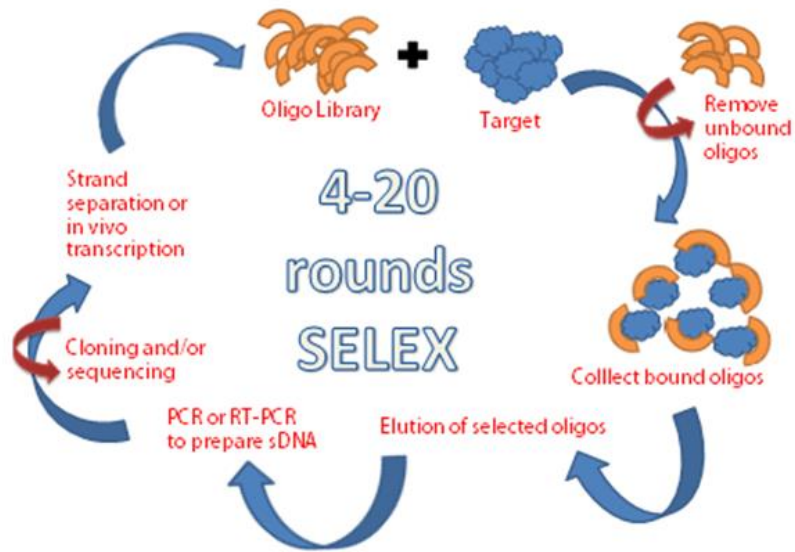 Oligo Library
Target
Remove
unbound
oligos
Colllect bound oligos
Elution of selected oligos
PCR or RT-PCR
to prepare sDNA
Cloning and/or
sequencing
Strand
separation or
in vivo
transcription
4-20
rounds
SELEX